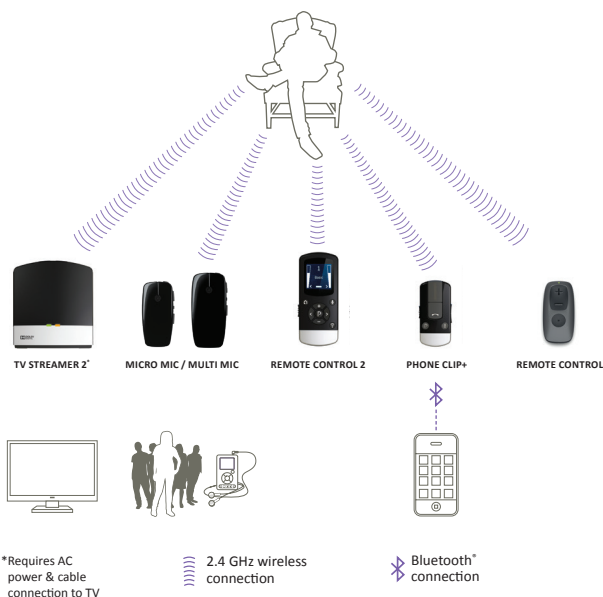 TV STREAMER 2*
MICRO MIC / MULTI MIC
REMOTE CONTROL 2
PHONE CLIP+
REMOTE CONTROL
*Requires AC
power & cable
connection to TV
2.4 GHz wireless
connection
Bluetooth®
connection